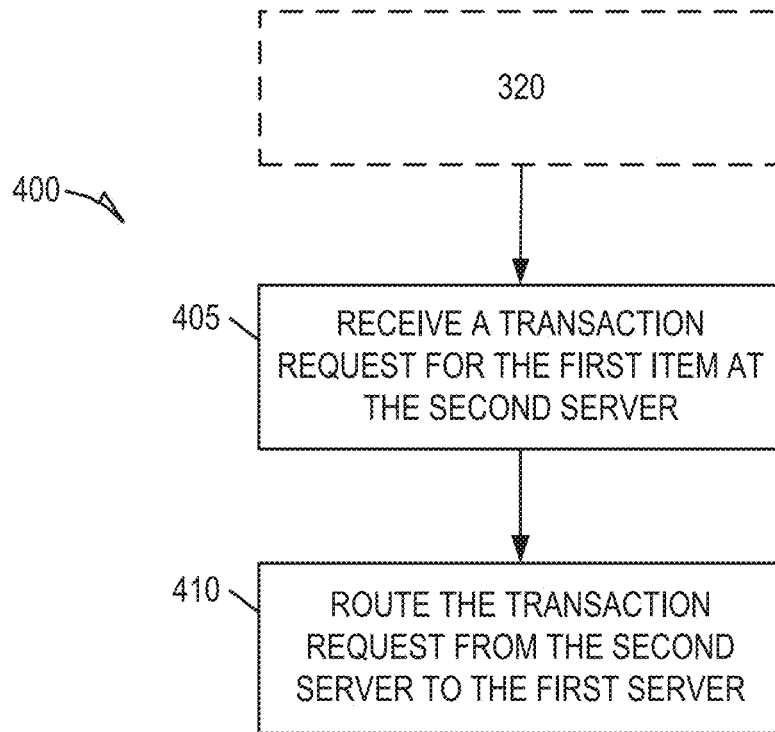 320
400
405
RECEIVE A TRANSACTION
REQUEST FOR THE FIRST ITEM AT
THE SECOND SERVER
410
ROUTE THE TRANSACTION
REQUEST FROM THE SECOND
SERVER TO THE FIRST SERVER